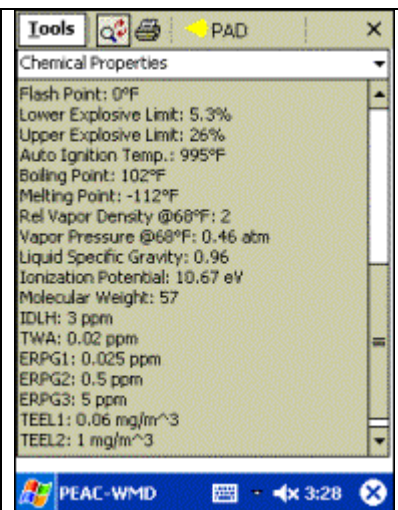 Tools PAD
Chemical Properties
Flash Point: 0°F
Lower Explosive Limit: 5.3%
Upper Explosive Limit: 26%
Auto Ignition Temp.: 995°F
Boiling Point: 102°F
Melting Point: -112°F
Rel Vapor Density @68°F: 2
Vapor Pressure @68°F: 0.46 atm
Liquid Specific Gravity: 0.96
Ionization Potential: 10.67 eV
Molecular Weight: 57
IDLH: 3 ppm
TWA: 0.02 ppm
ERPG1: 0.025 ppm
ERPG2: 0.5 ppm
ERPG3: 5 ppm
TEEL1: 0.06 mg/m^3
TEEL2: 1 mg/m^3
PEAC-WMD 3:28